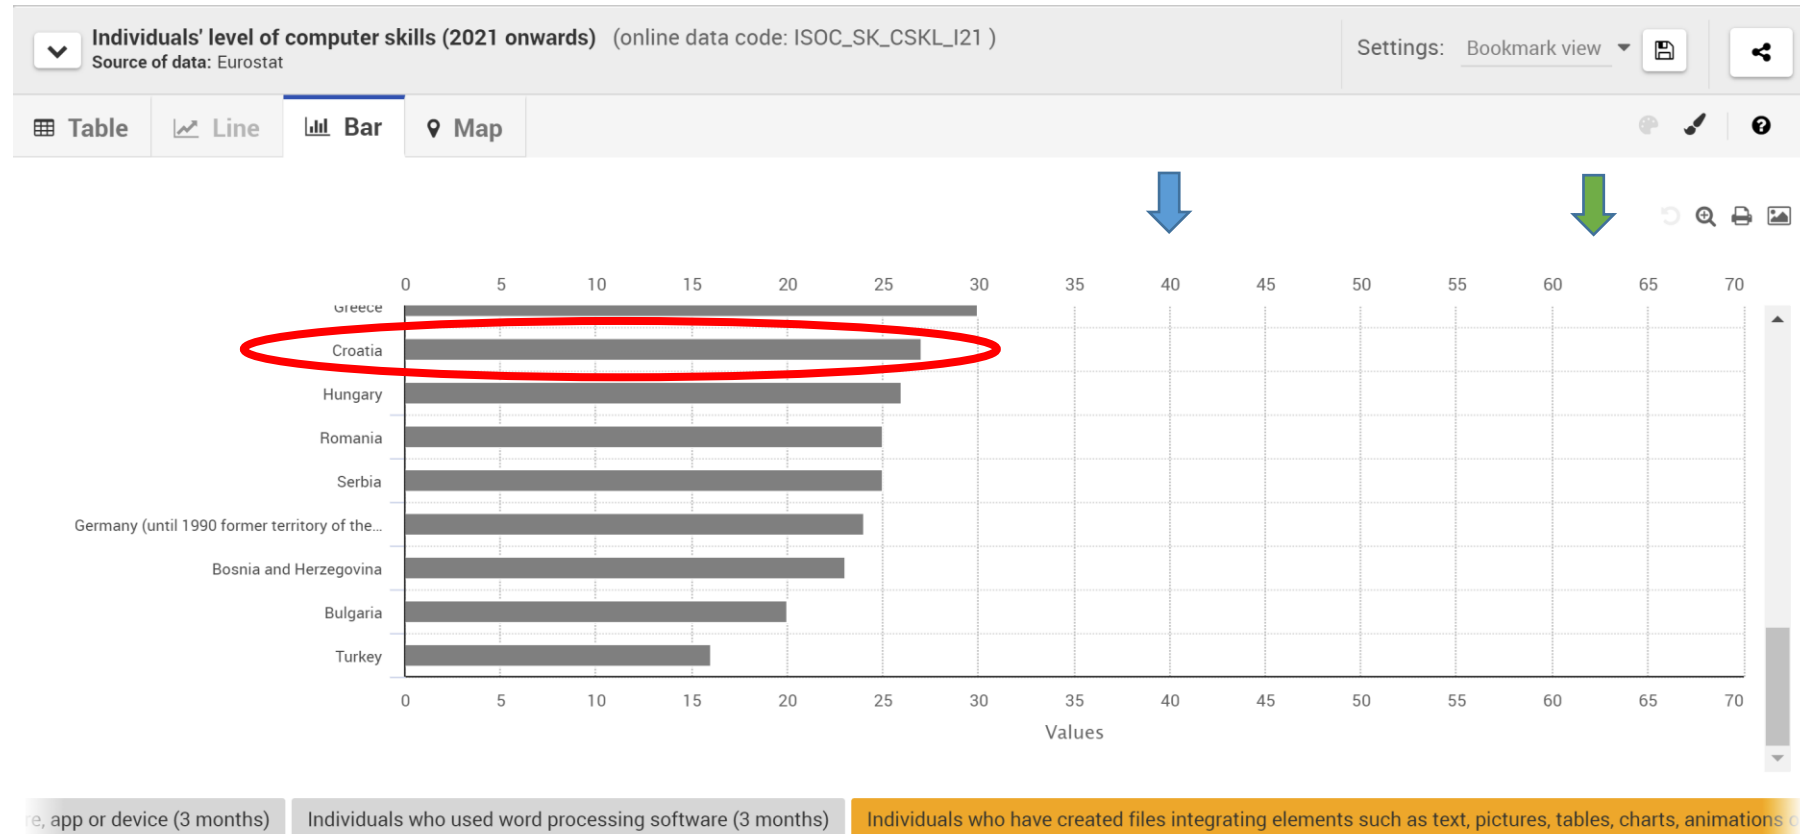 Individuals' level of computer skills (2021 onwards) (online data code: ISOC_SK_CSKL_I21 )
Source of data: Eurostat
Settings: Bookmark view
Table Line Bar Map
0 5 10 15 20 25 30 35 40 45 50 55 60 65 70
Greece
Croatia
Hungary
Romania
Serbia
Germany (until 1990 former territory of the...
Bosnia and Herzegovina
Bulgaria
Turkey
0 5 10 15 20 25 30 35 40 45 50 55 60 65 70
Values
app or device (3 months) Individuals who used word processing software (3 months) Individuals who have created files integrating elements such as text, pictures, tables, charts, animations